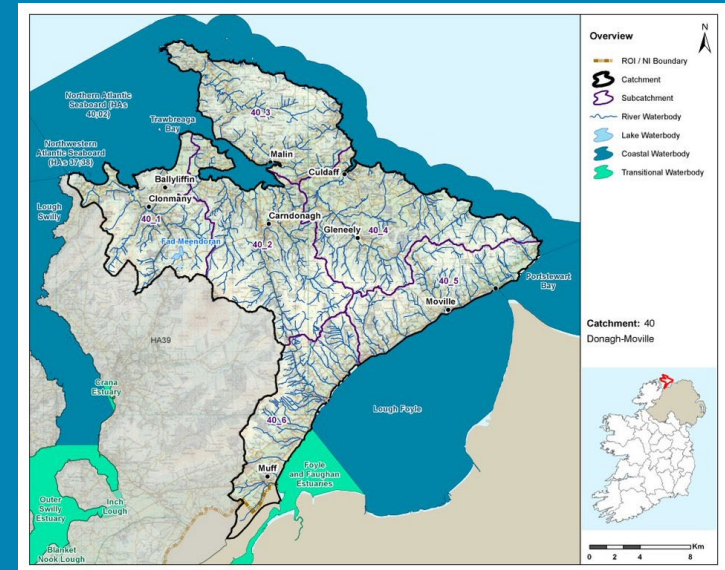 Northern Atlantic
Seaboard (HAs
40;02)
Trawbreaga
Bay
40_3
Northwestern
Atlantic Seaboard
(HAs 37;38)
Malin
Culdaff
Ballyliffin
Clonmany
Lough
Swilly
40_1
Carndonagh
40_2
Gleneely
40_4
Fad Meendoran
40_5
Portstewart
Bay
Moville
HA39
Crana
Estuary
Lough Foyle
40_6
Muff
Foyle
and Faughan
Estuaries
Outer
Swilly
Estuary
Inch
Lough
Blanket
Nook Lough
Overview
N
ROI / NI Boundary
Catchment
Subcatchment
River Waterbody
Lake Waterbody
Coastal Waterbody
Transitional Waterbody
Catchment: 40
Donagh-Moville
Km
0 2 4 8